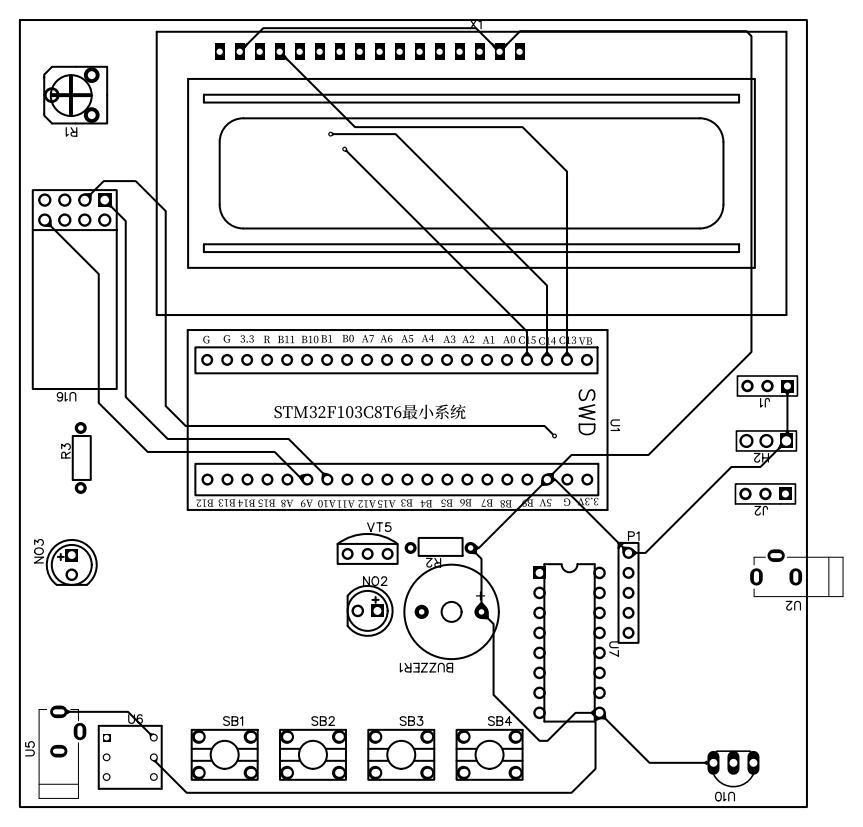 X1
R1
G G 3.3 R B11 B10 B1 B0 A7 A6 A5 A4 A3 A2 A1 A0 C15 C14 C13 VB
U16
J1
STM32F103C8T6最小系统
SWD
U1
R3
H2
B12 B13 B14 B15 A8 A9 A10 A11 A12 A15 B3 B4 B5 B6 B7 B8 B9 5V G 3.3V
J2
VT5
P1
NO3
R2
NO2
U2
U7
BUZZER1
U5
U6
SB1
SB2
SB3
SB4
U10